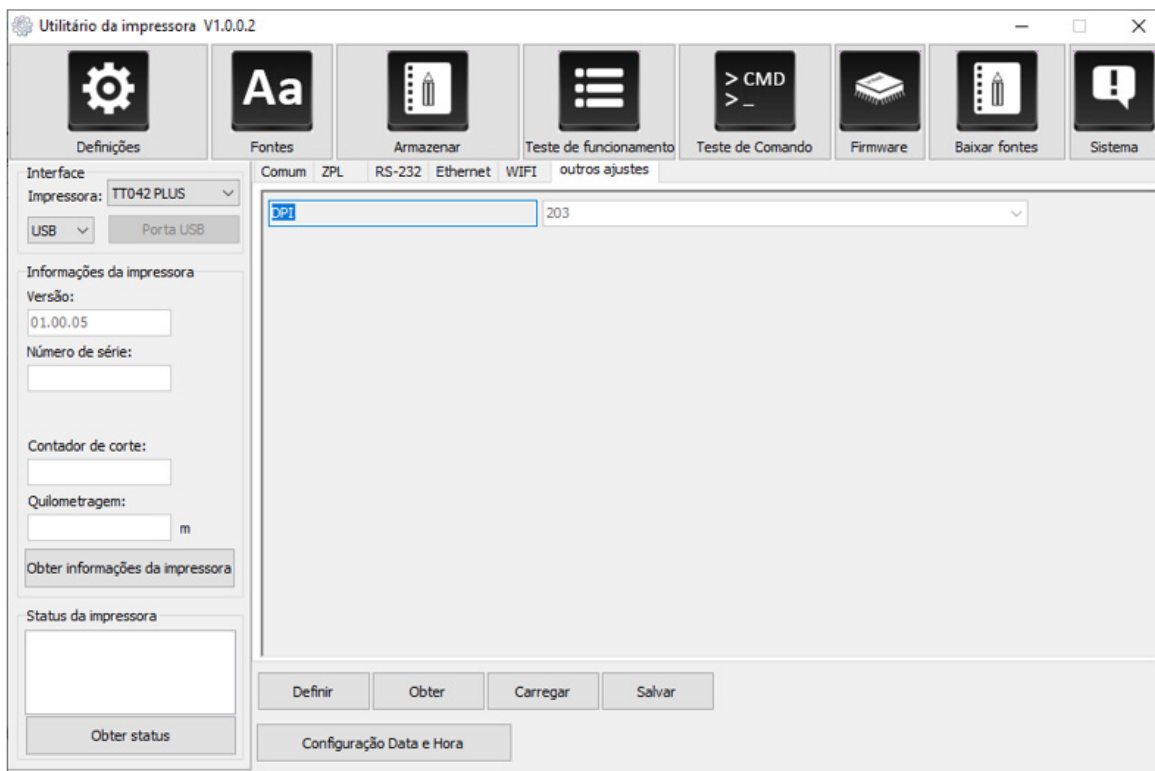 Utilitário da impressora V1.0.0.2
Aa
> CMD
> _
Definições
Fontes
Armazenar
Teste de funcionamento
Teste de Comando
Firmware
Baixar fontes
Sistema
Interface
Impressora: TT042 PLUS
USB Porta USB
Informações da impressora
Versão:
01.00.05
Número de série:
Contador de corte:
Quilometragem:
m
Obter informações da impressora
Status da impressora
Obter status
Comum ZPL RS-232 Ethernet WIFI outros ajustes
DPI 203
Definir Obter Carregar Salvar
Configuração Data e Hora